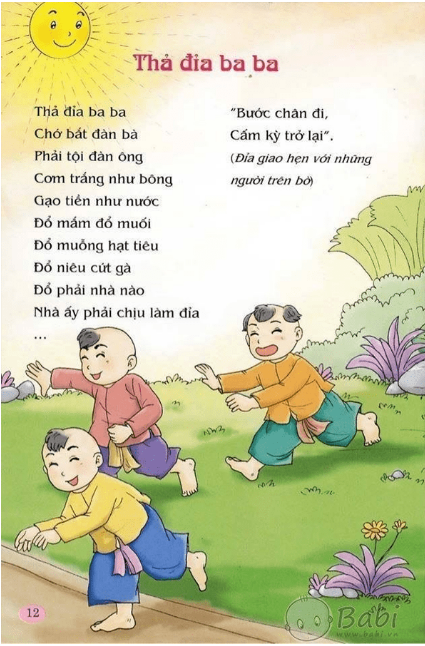 Thả đỉa ba ba
Thả đỉa ba ba
Chớ bắt đàn bà
Phải tội đàn ông
Cơm trắng như bông
Gạo tiền như nước
Đổ mắm đổ muối
Đổ muỗng hạt tiêu
Đổ niêu cứt gà
Đổ phải nhà nào
Nhà ấy phải chịu làm đỉa
...
“Bước chân đi,
Cấm kỳ trở lại”.
(Đỉa giao hẹn với những
người trên bờ)
12
Babi
www.babi.vn